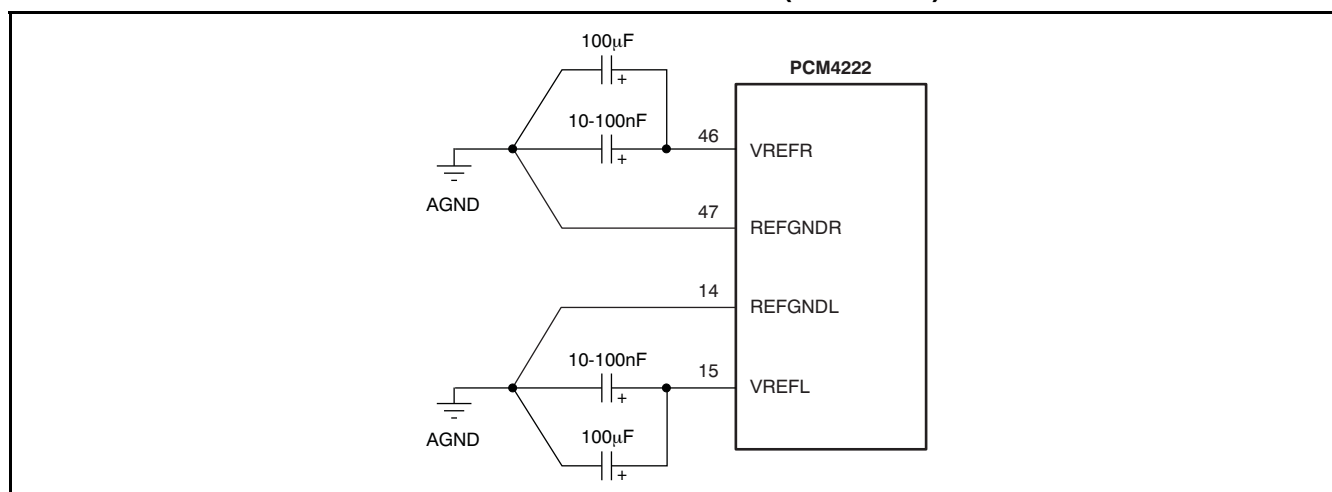 100µF
+
PCM4222
10-100nF
+
46
VREFR
AGND
47
REFGNDR
14
REFGNDL
10-100nF
+
15
VREFL
AGND
100µF
+